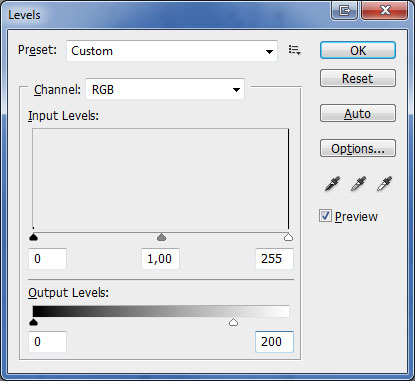 Levels
Preset: Custom
OK
Channel: RGB
Reset
Input Levels:
Auto
Options...
Preview
0 1,00 255
Output Levels:
0 200